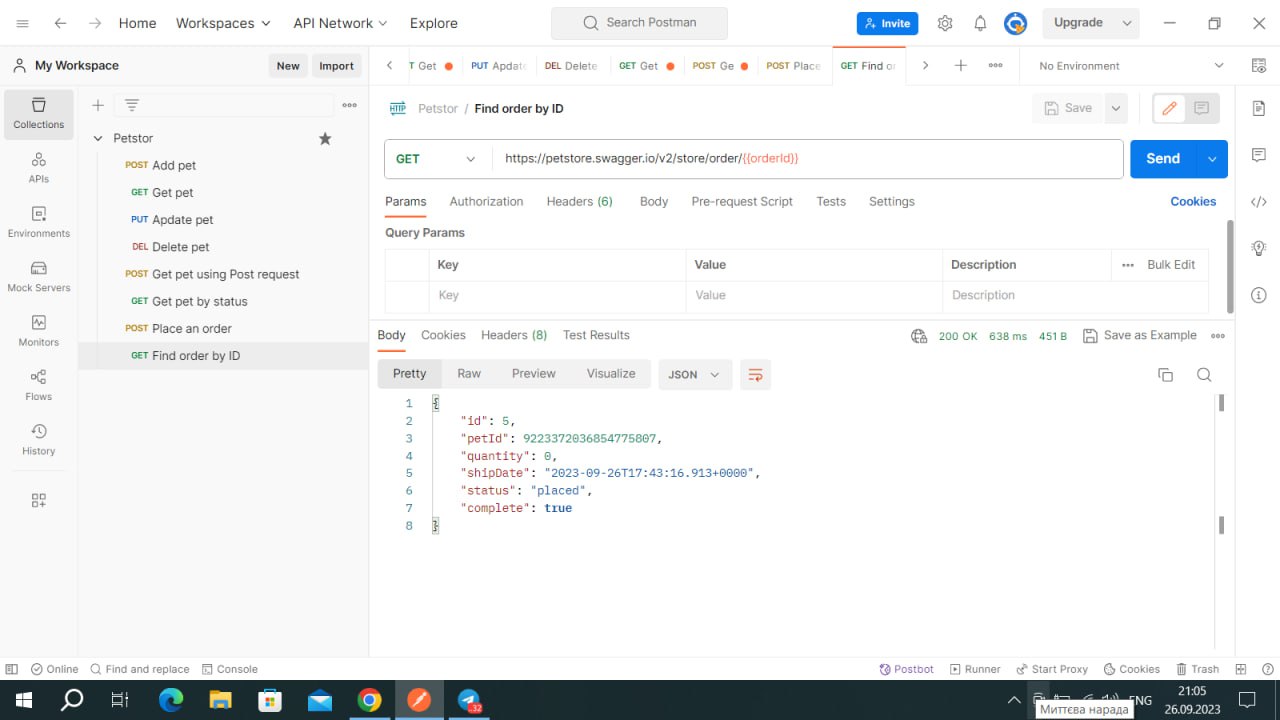 Home Workspaces API Network Explore Search Postman Invite Upgrade
My Workspace New Import GET Get PUT Apdate DEL Delete GET Get POST Ge POST Place GET Find or No Environment
Collections
APIs
Environments
Mock Servers
Monitors
Flows
History
Petstor
POST Add pet
GET Get pet
PUT Apdate pet
DEL Delete pet
POST Get pet using Post request
GET Get pet by status
POST Place an order
GET Find order by ID
HTTP Petstor / Find order by ID Save
GET https://petstore.swagger.io/v2/store/order/{{orderId}} Send
Params Authorization Headers (6) Body Pre-request Script Tests Settings Cookies
Query Params
Key Value Description Bulk Edit
Key Value Description
Body Cookies Headers (8) Test Results 200 OK 638 ms 451 B Save as Example
Pretty Raw Preview Visualize JSON
1 {
2 "id": 5,
3 "petId": 9223372036854775807,
4 "quantity": 0,
5 "shipDate": "2023-09-26T17:43:16.913+0000",
6 "status": "placed",
7 "complete": true
8 }
Online Find and replace Console Postbot Runner Start Proxy Cookies Trash
32 ENG 21:05
Миттєва нарада 26.09.2023